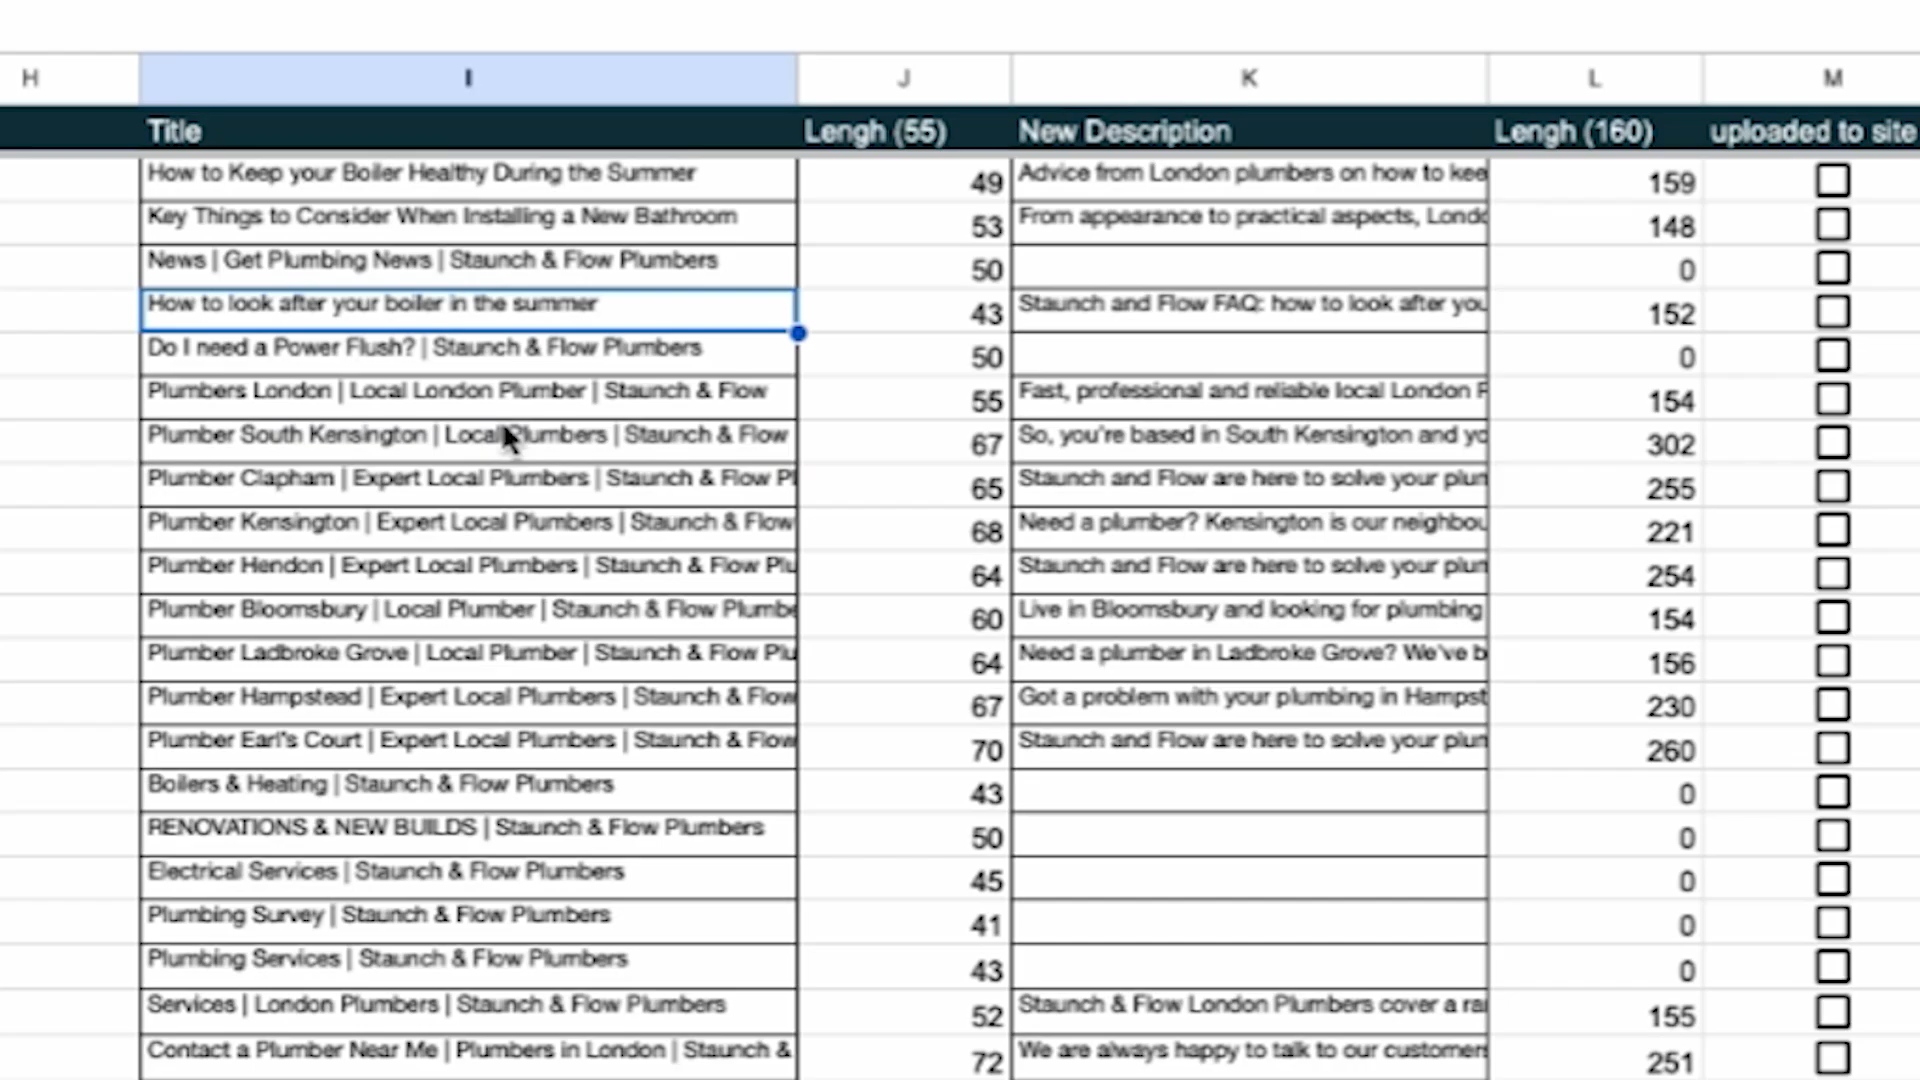 H I J K L M
Title Lengh (55) New Description Lengh (160) uploaded to site
How to Keep your Boiler Healthy During the Summer 49 Advice from London plumbers on how to kee 159
Key Things to Consider When Installing a New Bathroom 53 From appearance to practical aspects, Londo 148
News | Get Plumbing News | Staunch & Flow Plumbers 50 0
How to look after your boiler in the summer 43 Staunch and Flow FAQ: how to look after you 152
Do I need a Power Flush? | Staunch & Flow Plumbers 50 0
Plumbers London | Local London Plumber | Staunch & Flow 55 Fast, professional and reliable local London P 154
Plumber South Kensington | Local Plumbers | Staunch & Flow 67 So, you're based in South Kensington and yo 302
Plumber Clapham | Expert Local Plumbers | Staunch & Flow Pl 65 Staunch and Flow are here to solve your plum 255
Plumber Kensington | Expert Local Plumbers | Staunch & Flow 68 Need a plumber? Kensington is our neighbou 221
Plumber Hendon | Expert Local Plumbers | Staunch & Flow Plu 64 Staunch and Flow are here to solve your plum 254
Plumber Bloomsbury | Local Plumber | Staunch & Flow Plumbe 60 Live in Bloomsbury and looking for plumbing 154
Plumber Ladbroke Grove | Local Plumber | Staunch & Flow Plu 64 Need a plumber in Ladbroke Grove? We've b 156
Plumber Hampstead | Expert Local Plumbers | Staunch & Flow 67 Got a problem with your plumbing in Hampst 230
Plumber Earl's Court | Expert Local Plumbers | Staunch & Flow 70 Staunch and Flow are here to solve your plum 260
Boilers & Heating | Staunch & Flow Plumbers 43 0
RENOVATIONS & NEW BUILDS | Staunch & Flow Plumbers 50 0
Electrical Services | Staunch & Flow Plumbers 45 0
Plumbing Survey | Staunch & Flow Plumbers 41 0
Plumbing Services | Staunch & Flow Plumbers 43 0
Services | London Plumbers | Staunch & Flow Plumbers 52 Staunch & Flow London Plumbers cover a ra 155
Contact a Plumber Near Me | Plumbers in London | Staunch & 72 We are always happy to talk to our customers 251